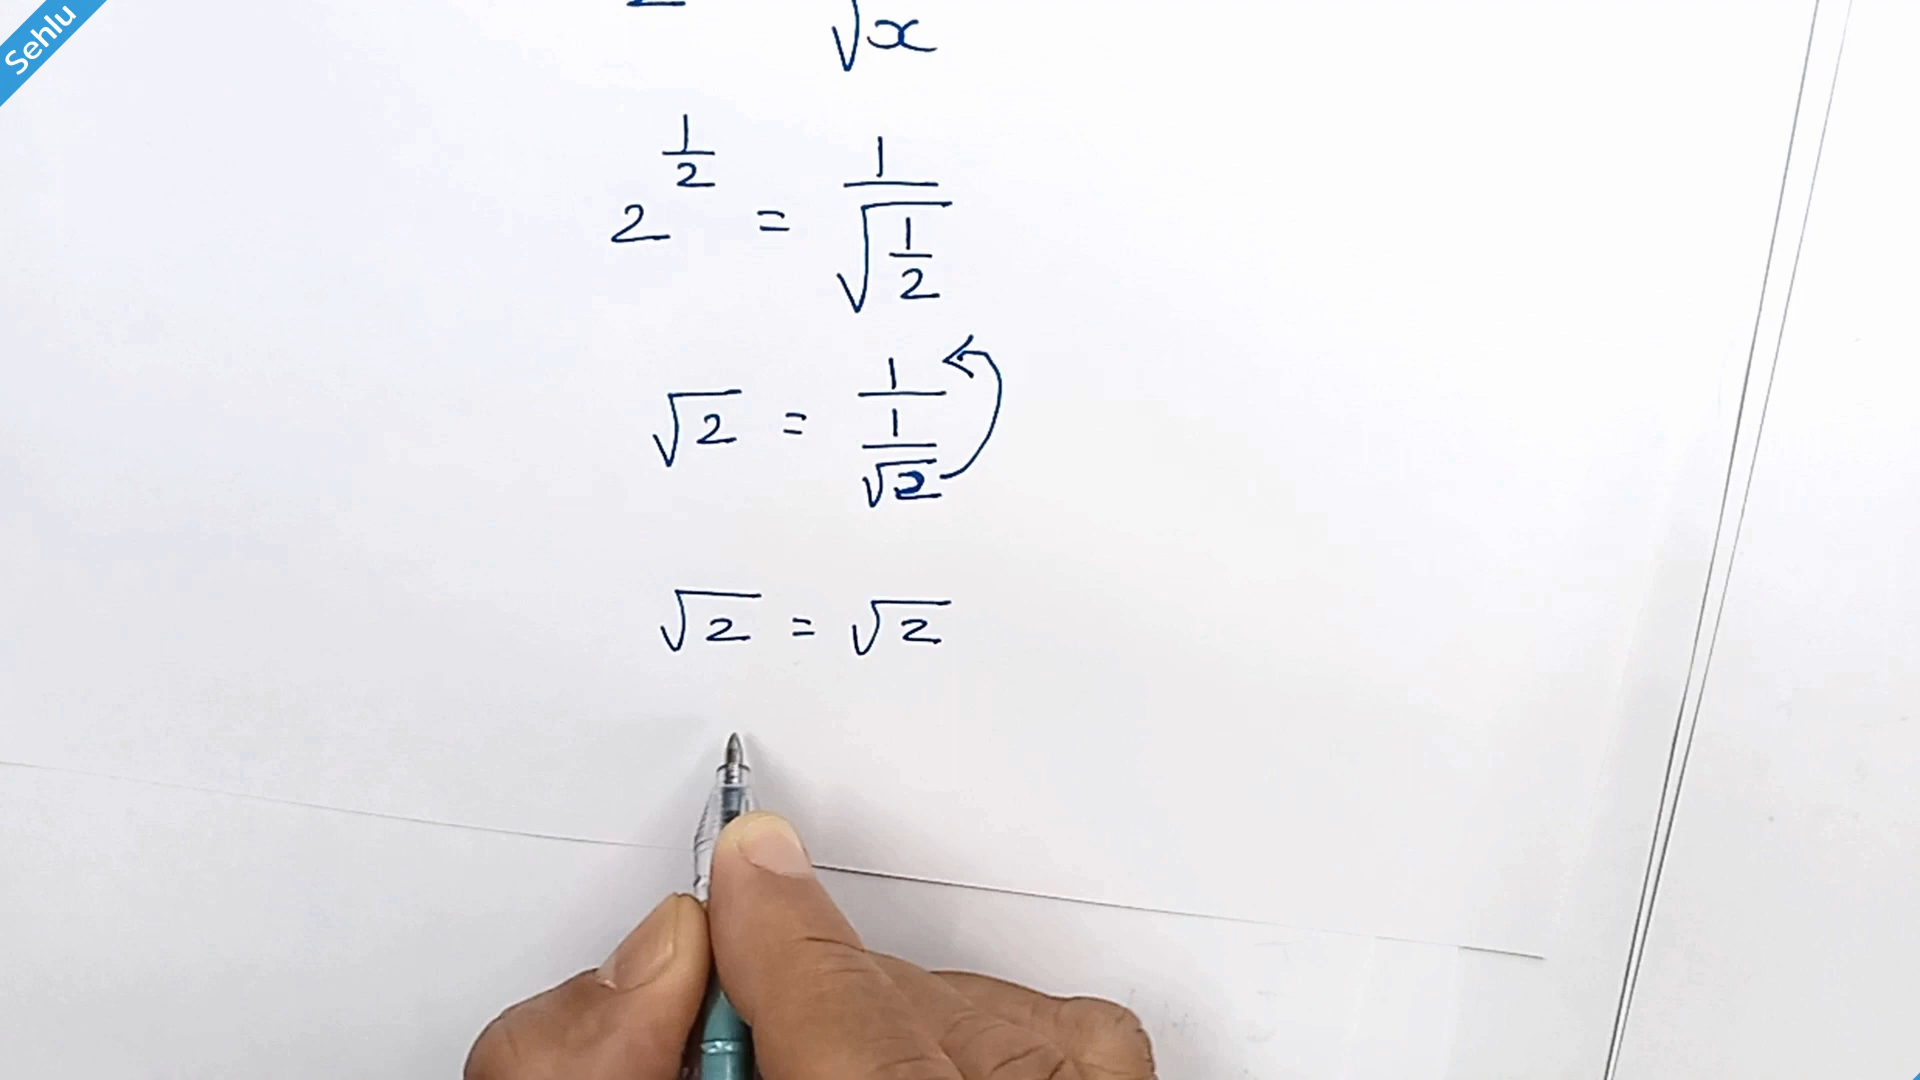 Sehlu
√x
2^(1/2) = 1/√(1/2)
√2 = 1/(1/√2)
√2 = √2